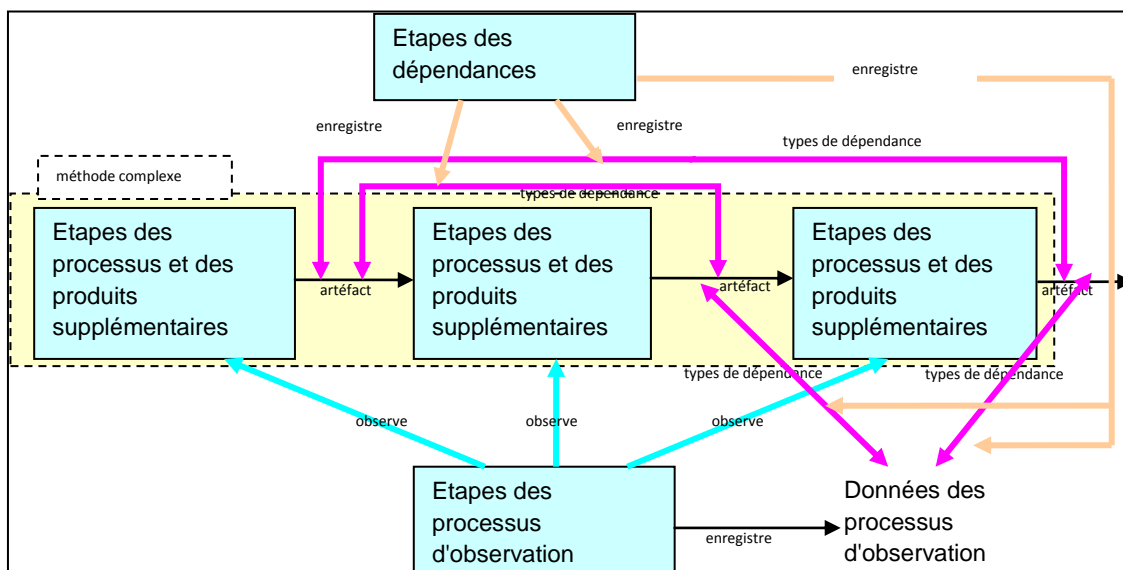 Etapes des
dépendances
enregistre
enregistre
enregistre
types de dépendance
méthode complexe
types de dépendance
Etapes des
processus et des
produits
supplémentaires
artéfact
Etapes des
processus et des
produits
supplémentaires
artéfact
Etapes des
processus et des
produits
supplémentaires
artéfact
types de dépendance
types de dépendance
observe
observe
observe
Etapes des
processus
d'observation
enregistre
Données des
processus
d'observation